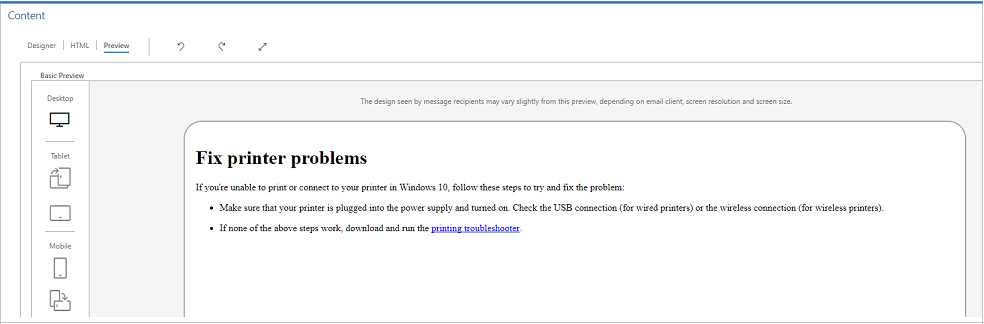 Content
Designer | HTML | Preview
Basic Preview
Desktop
Tablet
Mobile
The design seen by message recipients may vary slightly from this preview, depending on email client, screen resolution and screen size.
Fix printer problems
If you're unable to print or connect to your printer in Windows 10, follow these steps to try and fix the problem:
• Make sure that your printer is plugged into the power supply and turned on. Check the USB connection (for wired printers) or the wireless connection (for wireless printers).
• If none of the above steps work, download and run the printing troubleshooter.